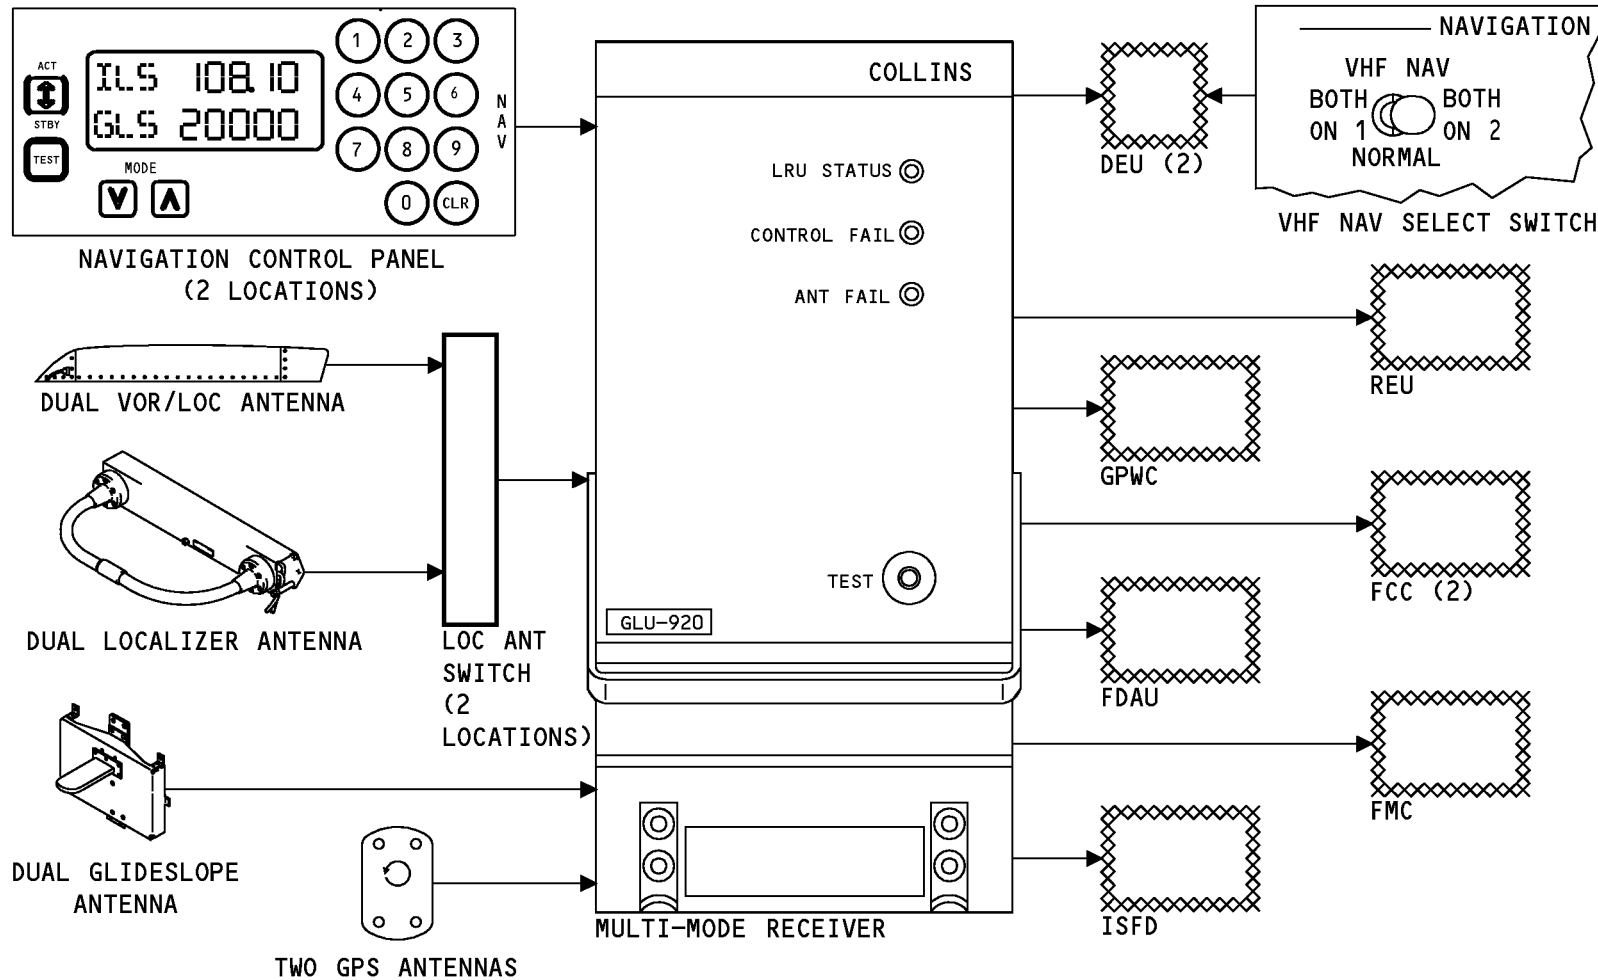 ACT
STBY
TEST
ILS 108.10
GLS 20000
MODE
1 2 3
4 5 6
7 8 9
0 CLR
NAV
NAVIGATION CONTROL PANEL
(2 LOCATIONS)
DUAL VOR/LOC ANTENNA
DUAL LOCALIZER ANTENNA
LOC ANT
SWITCH
(2
LOCATIONS)
DUAL GLIDESLOPE
ANTENNA
TWO GPS ANTENNAS
COLLINS
LRU STATUS
CONTROL FAIL
ANT FAIL
TEST
GLU-920
MULTI-MODE RECEIVER
DEU (2)
NAVIGATION
VHF NAV
BOTH
ON 1
BOTH
ON 2
NORMAL
VHF NAV SELECT SWITCH
REU
GPWC
FCC (2)
FDAU
FMC
ISFD